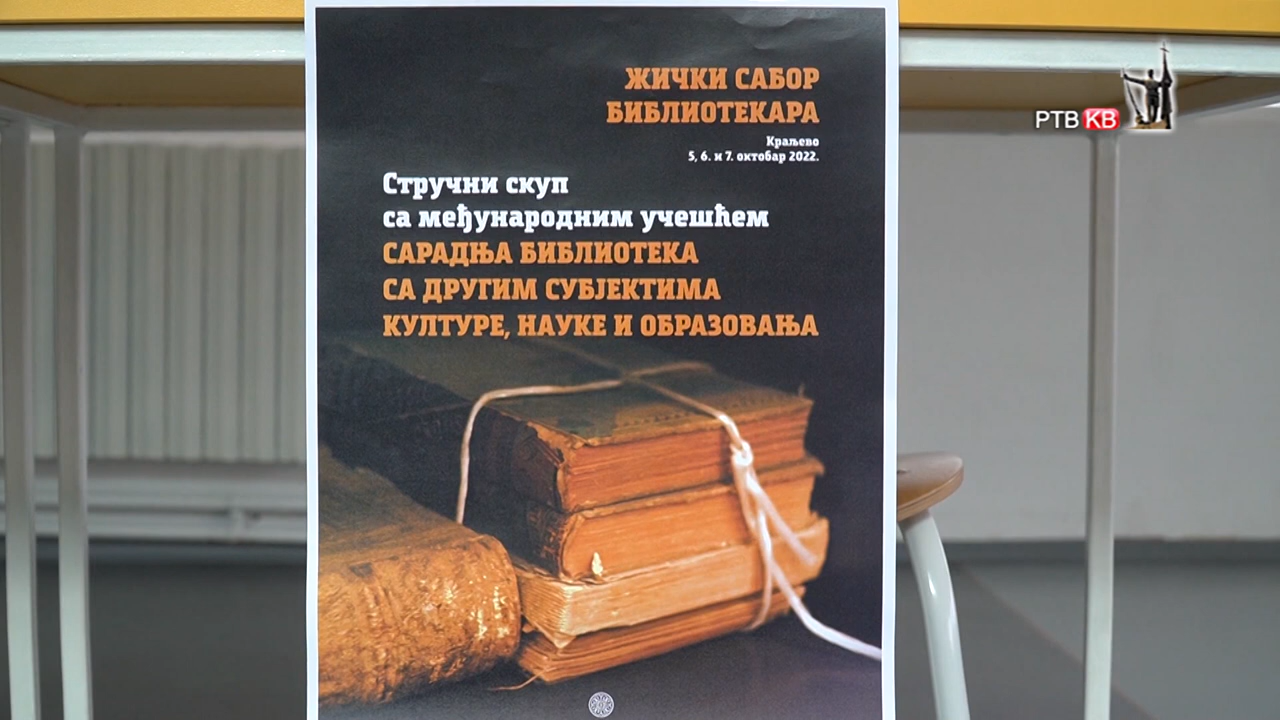 ЖИЧКИ САБОР
БИБЛИОТЕКАРА
Краљево
5, 6. и 7. октобар 2022.
Стручни скуп
са међународним учешћем
САРАДЊА БИБЛИОТЕКА
СА ДРУГИМ СУБЈЕКТИМА
КУЛТУРЕ, НАУКЕ И ОБРАЗОВАЊА
РТВ КВ